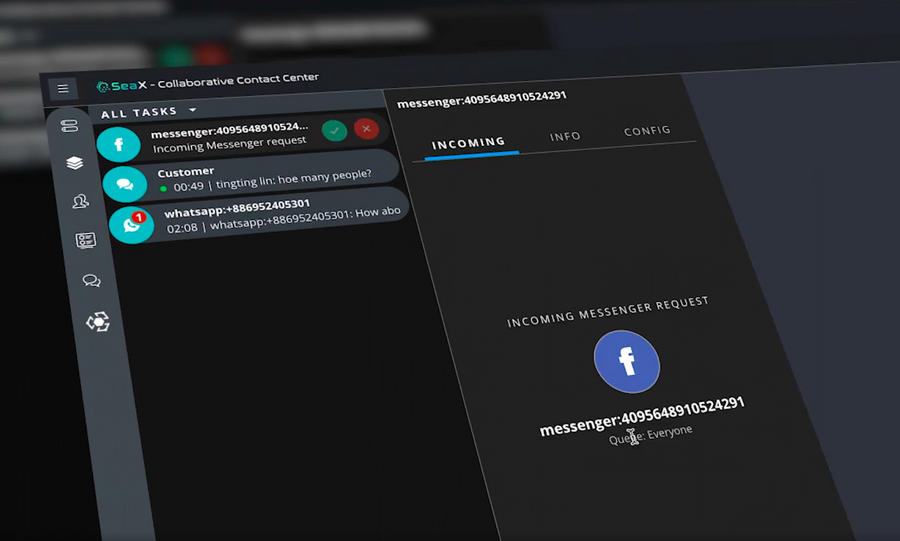 SeaX - Collaborative Contact Center
ALL TASKS
messenger:4095648910524...
Incoming Messenger request
Customer
00:49 | tingting lin: hoe many people?
1
whatsapp:+886952405301
02:08 | whatsapp:+886952405301: How abo
messenger:4095648910524291
INCOMING INFO CONFIG
INCOMING MESSENGER REQUEST
messenger:4095648910524291
Queue: Everyone